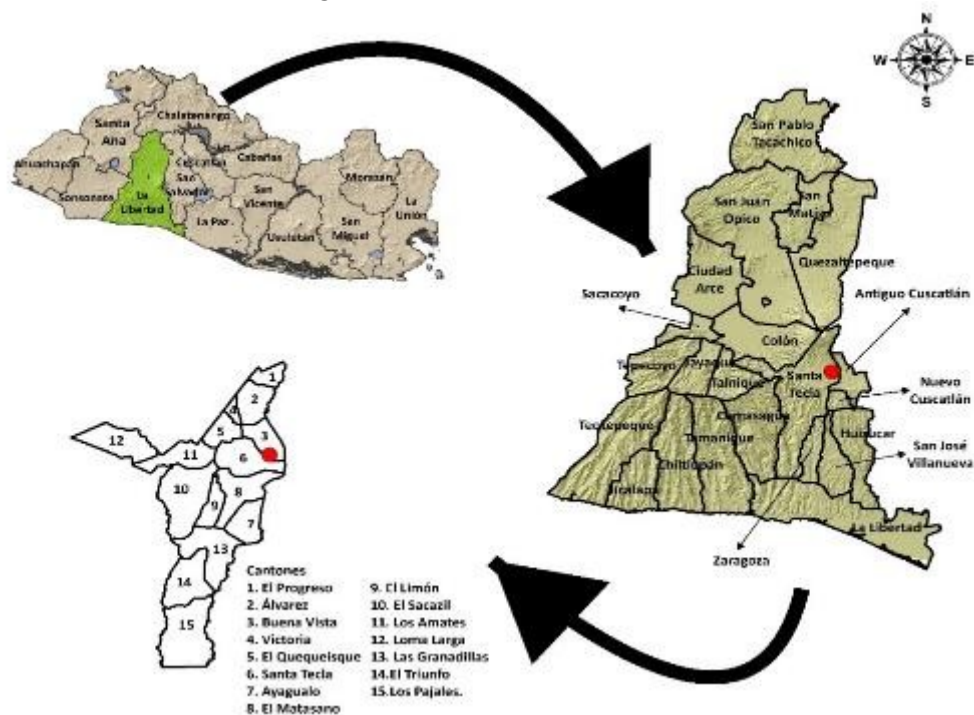 N
W E
S
Chalatenango
Santa
Ana
Ahuachapán
Cuscatlán
Cabañas
Sonsonate
San
Salvador
La
Libertad
San
Vicente
Morazán
La
Unión
La Paz
Usulután
San
Miguel
San Pablo
Tacachico
San Juan
Opico
San
Matías
Quezaltepeque
Ciudad
Arce
Sacacoyo
Antiguo Cuscatlán
Colón
Tepecoyo
Jayaque
Talnique
Santa
Tecla
Nuevo
Cuscatlán
Comasagua
Teotepeque
Tamanique
Huizucar
San José
Villanueva
Chiltiupán
Jicalapa
La Libertad
Zaragoza
1
2
4
3
5
12
11
6
10
8
9
7
13
14
15
Cantones
1. El Progreso
2. Álvarez
3. Buena Vista
4. Victoria
5. El Quequeisque
6. Santa Tecla
7. Ayagualo
8. El Matasano
9. El Limón
10. El Sacazil
11. Los Amates
12. Loma Larga
13. Las Granadillas
14.El Triunfo
15.Los Pajales.